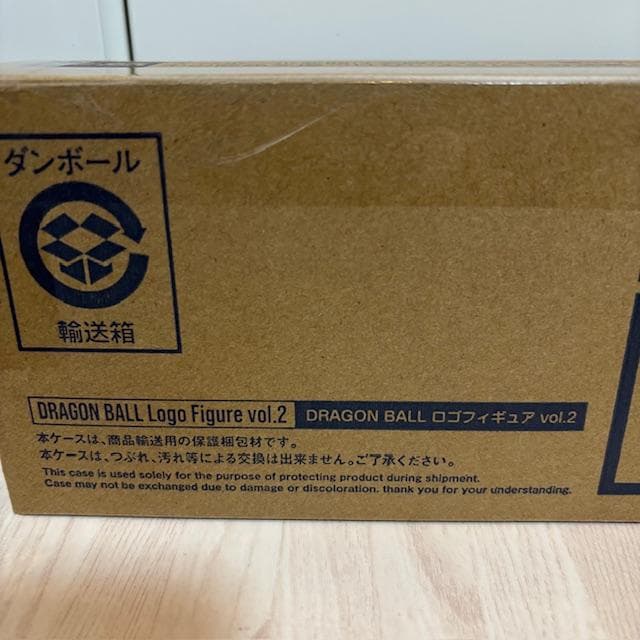 ダンボール
輸送箱
DRAGON BALL Logo Figure vol.2 DRAGON BALL ロゴフィギュア vol.2
本ケースは、商品輸送用の保護梱包材です。
本ケースは、つぶれ、汚れ等による交換は出来ません。ご了承ください。
This case is used solely for the purpose of protecting product during shipment.
Case may not be exchanged due to damage or discoloration. thank you for your understanding.